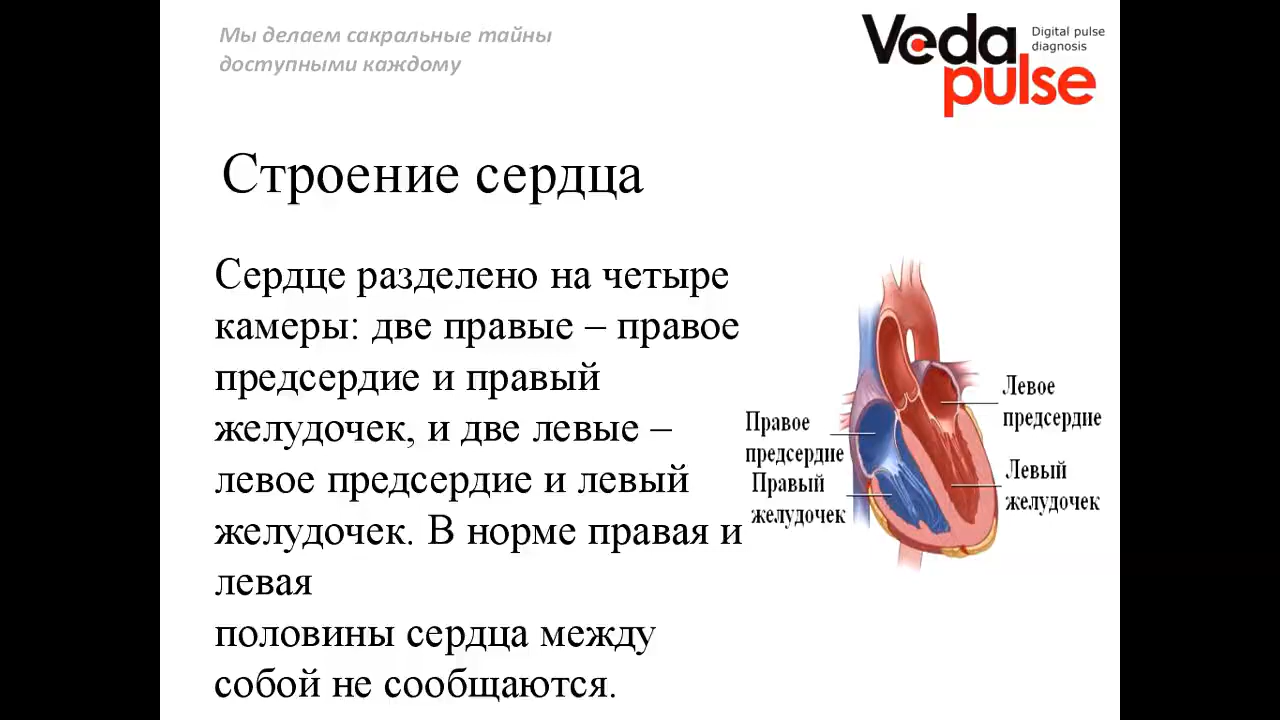 Мы делаем сакральные тайны
доступными каждому
Veda
pulse
Digital pulse
diagnosis
Строение сердца
Сердце разделено на четыре
камеры: две правые – правое
предсердие и правый
желудочек, и две левые –
левое предсердие и левый
желудочек. В норме правая и
левая
половины сердца между
собой не сообщаются.
Правое
предсердие
Правый
желудочек
Левое
предсердие
Левый
желудочек